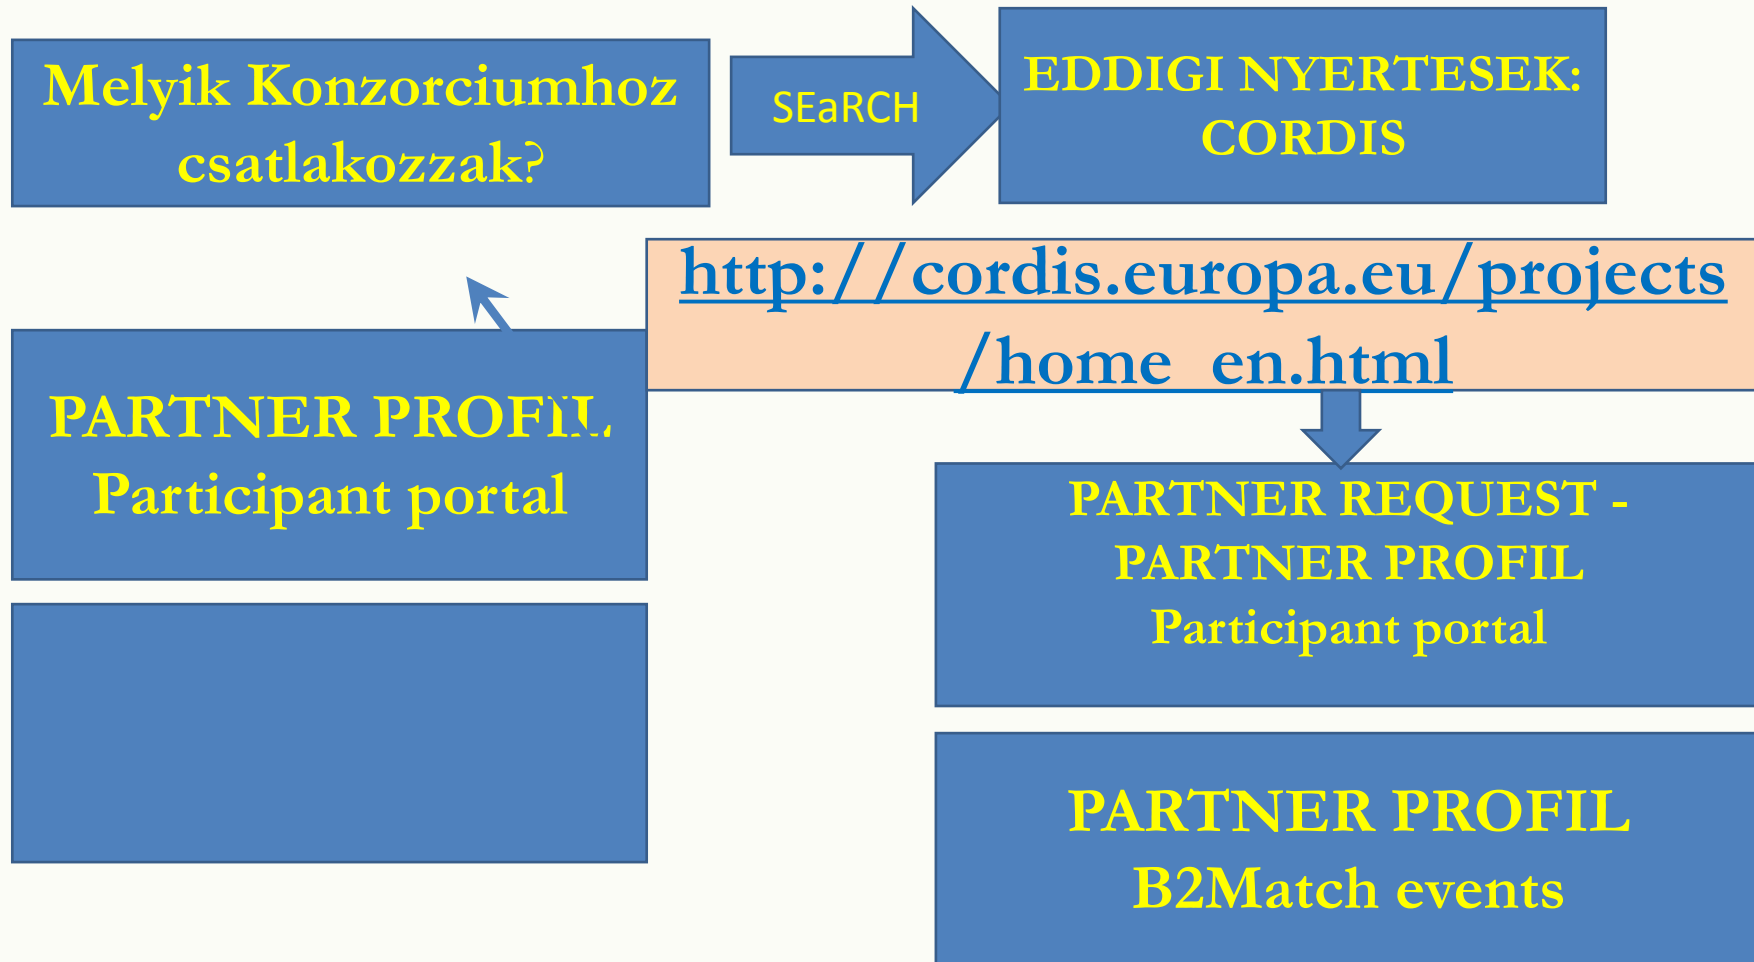 Melyik Konzorciumhoz
csatlakozzak?
SEaRCH
EDDIGI NYERTESEK:
CORDIS
http://cordis.europa.eu/projects
/home_en.html
PARTNER PROFIL
Participant portal
PARTNER REQUEST -
PARTNER PROFIL
Participant portal
PARTNER PROFIL
B2Match events